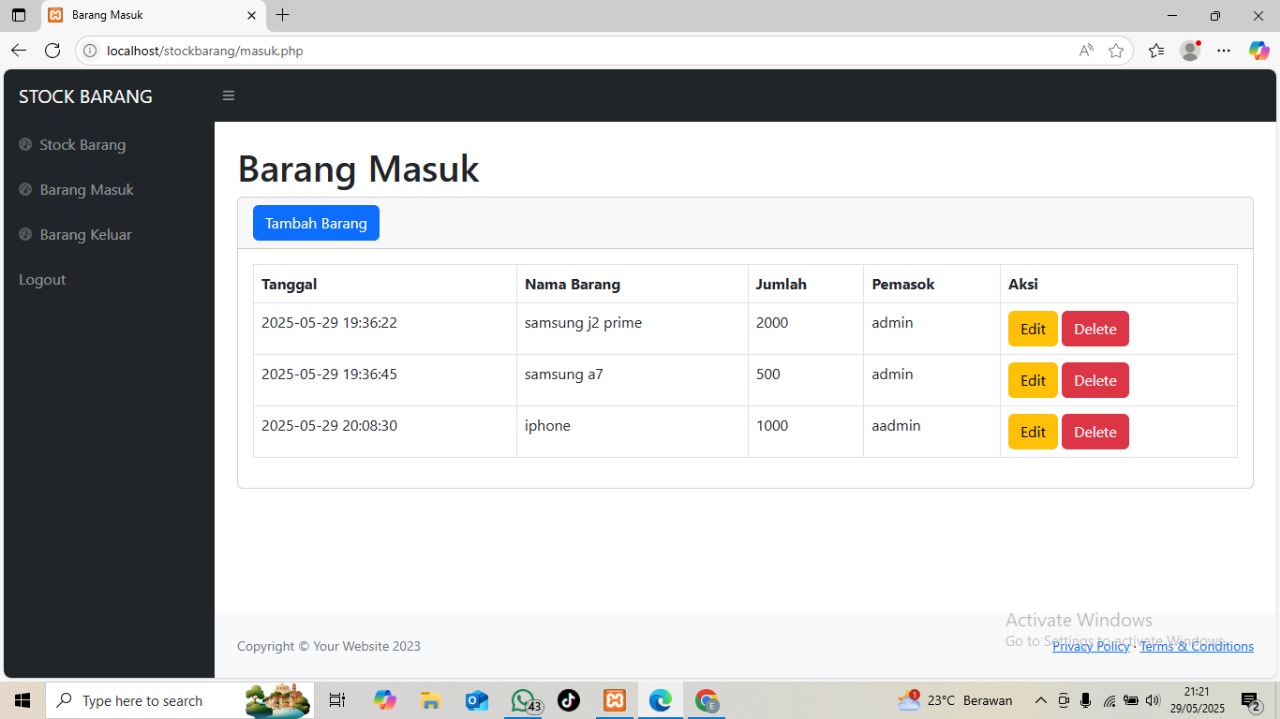 Barang Masuk
localhost/stockbarang/masuk.php
STOCK BARANG
Stock Barang
Barang Masuk
Barang Keluar
Logout
Barang Masuk
Tambah Barang
Tanggal Nama Barang Jumlah Pemasok Aksi
2025-05-29 19:36:22 samsung j2 prime 2000 admin Edit Delete
2025-05-29 19:36:45 samsung a7 500 admin Edit Delete
2025-05-29 20:08:30 iphone 1000 aadmin Edit Delete
Activate Windows
Go to Settings to activate Windows.
Copyright © Your Website 2023
Privacy Policy · Terms & Conditions
Type here to search
43
1
23°C Berawan
21:21
29/05/2025
2